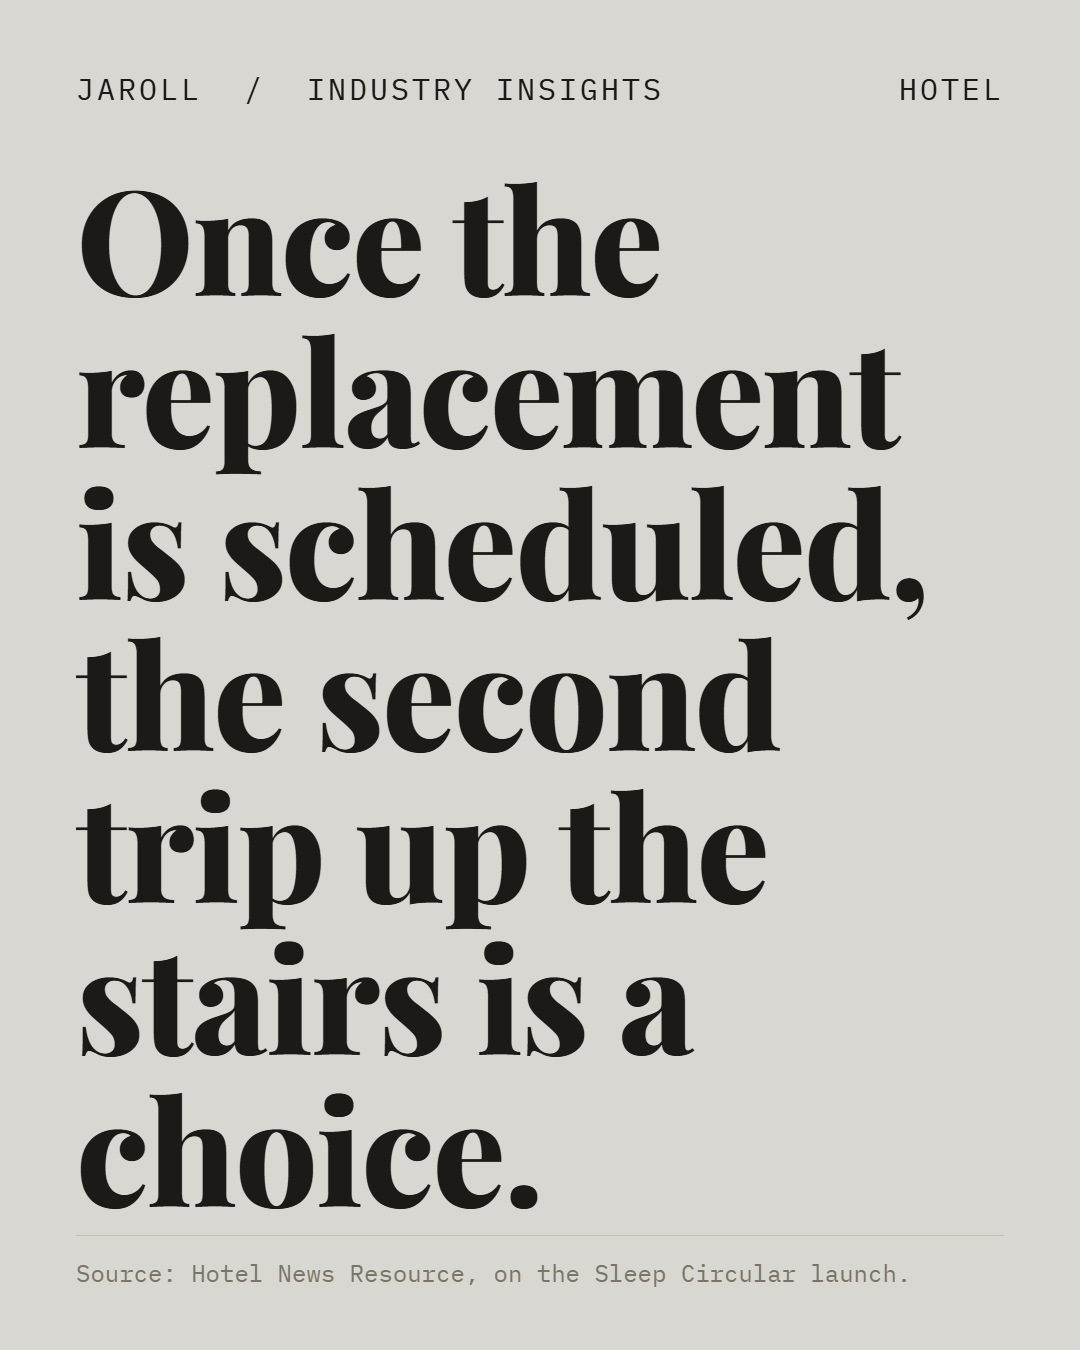 JAROLL / INDUSTRY INSIGHTS HOTEL
Once the
replacement
is scheduled,
the second
trip up the
stairs is a
choice.
Source: Hotel News Resource, on the Sleep Circular launch.